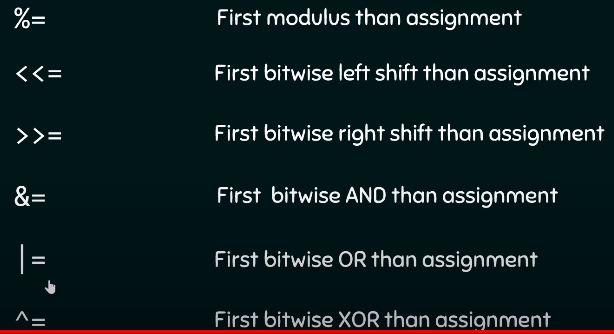 %= First modulus than assignment
<<= First bitwise left shift than assignment
>>= First bitwise right shift than assignment
&= First bitwise AND than assignment
|= First bitwise OR than assignment
^= First bitwise XOR than assignment